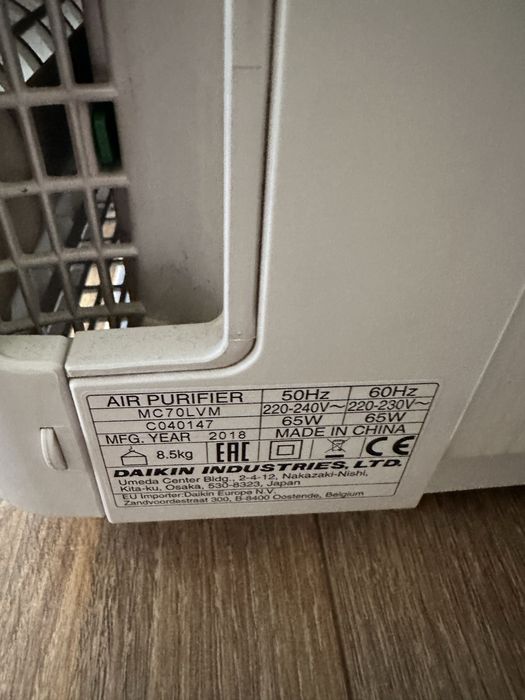 AIR PURIFIER 50Hz 60Hz
MC70LVM 220-240V~ 220-230V~
C040147 65W 65W
MFG. YEAR 2018 MADE IN CHINA
8.5kg EAC CE
DAIKIN INDUSTRIES, LTD.
Umeda Center Bldg., 2-4-12, Nakazaki-Nishi,
Kita-ku, Osaka, 530-8323, Japan
EU Importer:Daikin Europe N.V.
Zandvoordestraat 300, B-8400 Oostende, Belgium